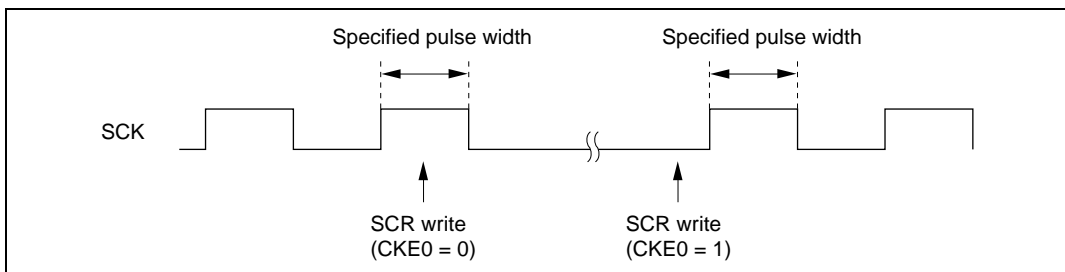 Specified pulse width
Specified pulse width
SCK
SCR write
(CKE0 = 0)
SCR write
(CKE0 = 1)